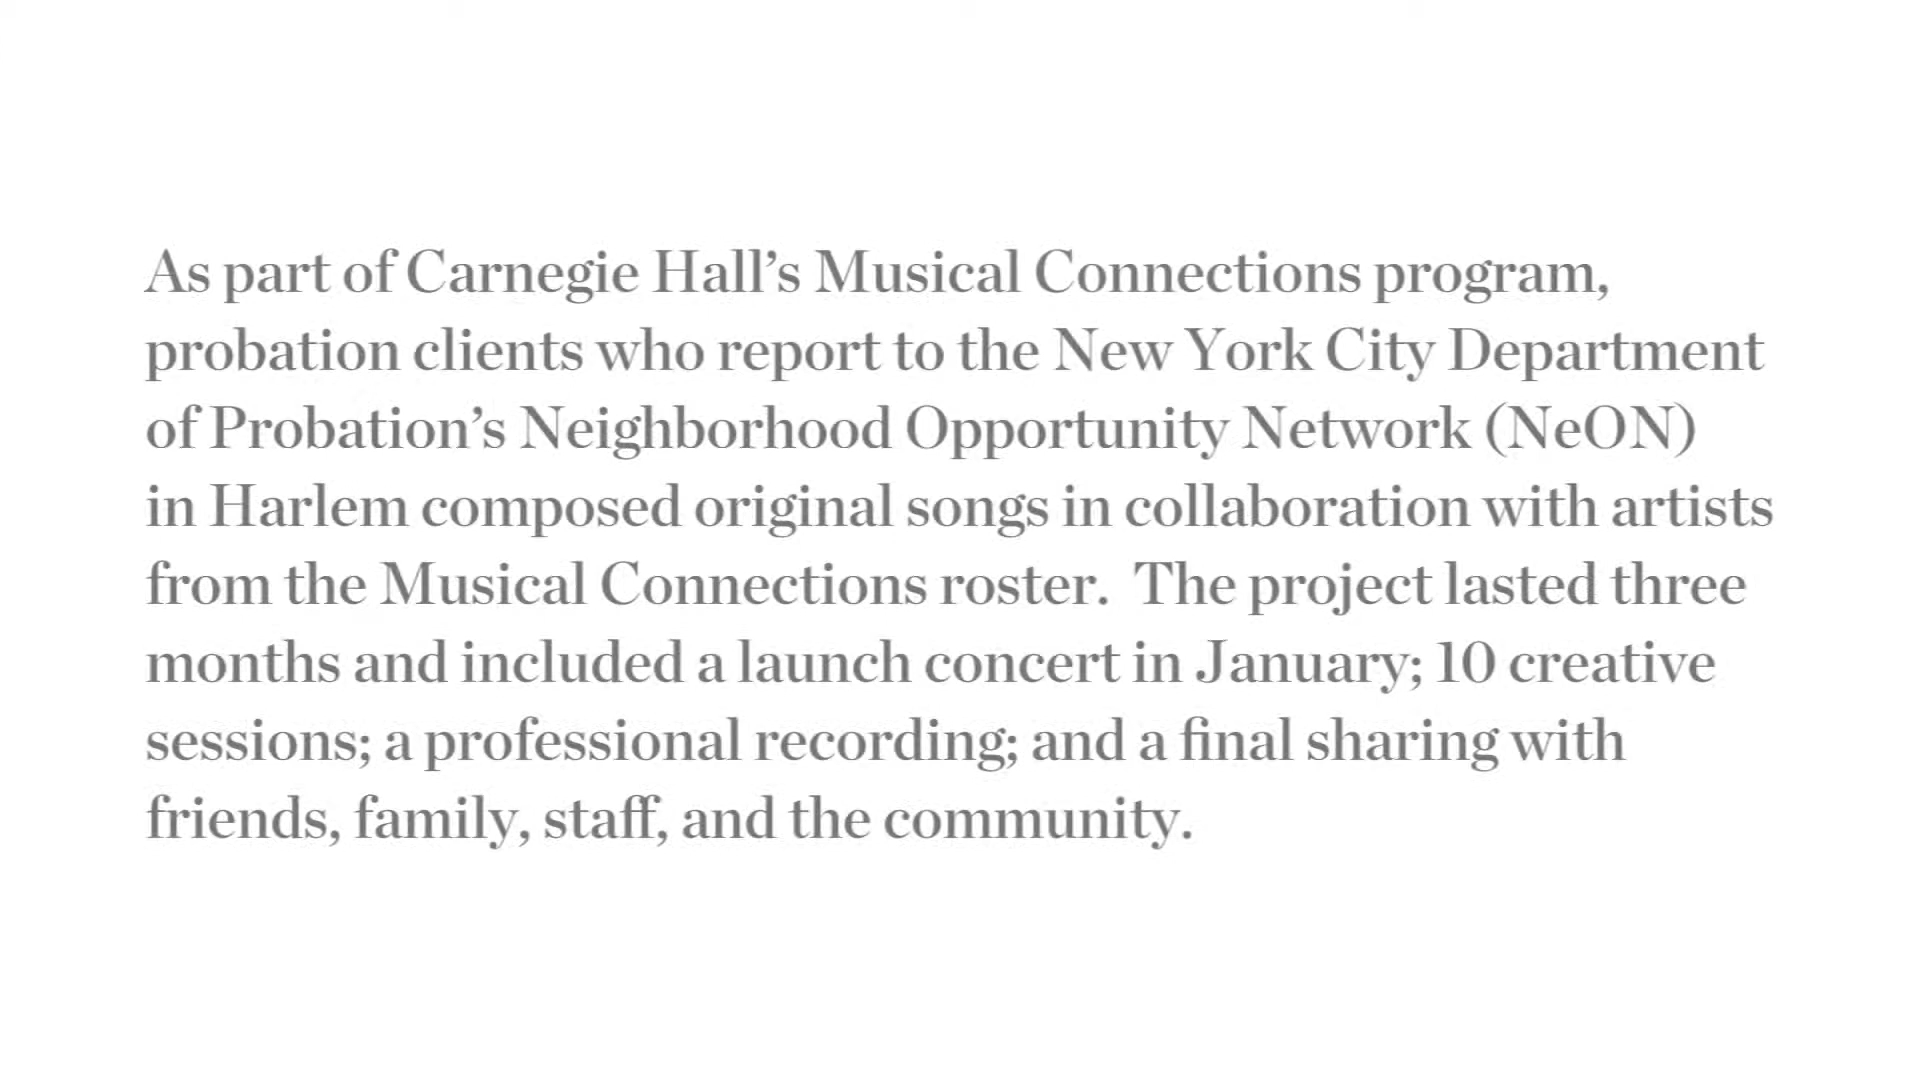 As part of Carnegie Hall’s Musical Connections program,
probation clients who report to the New York City Department
of Probation’s Neighborhood Opportunity Network (NeON)
in Harlem composed original songs in collaboration with artists
from the Musical Connections roster.  The project lasted three
months and included a launch concert in January; 10 creative
sessions; a professional recording; and a final sharing with
friends, family, staff, and the community.